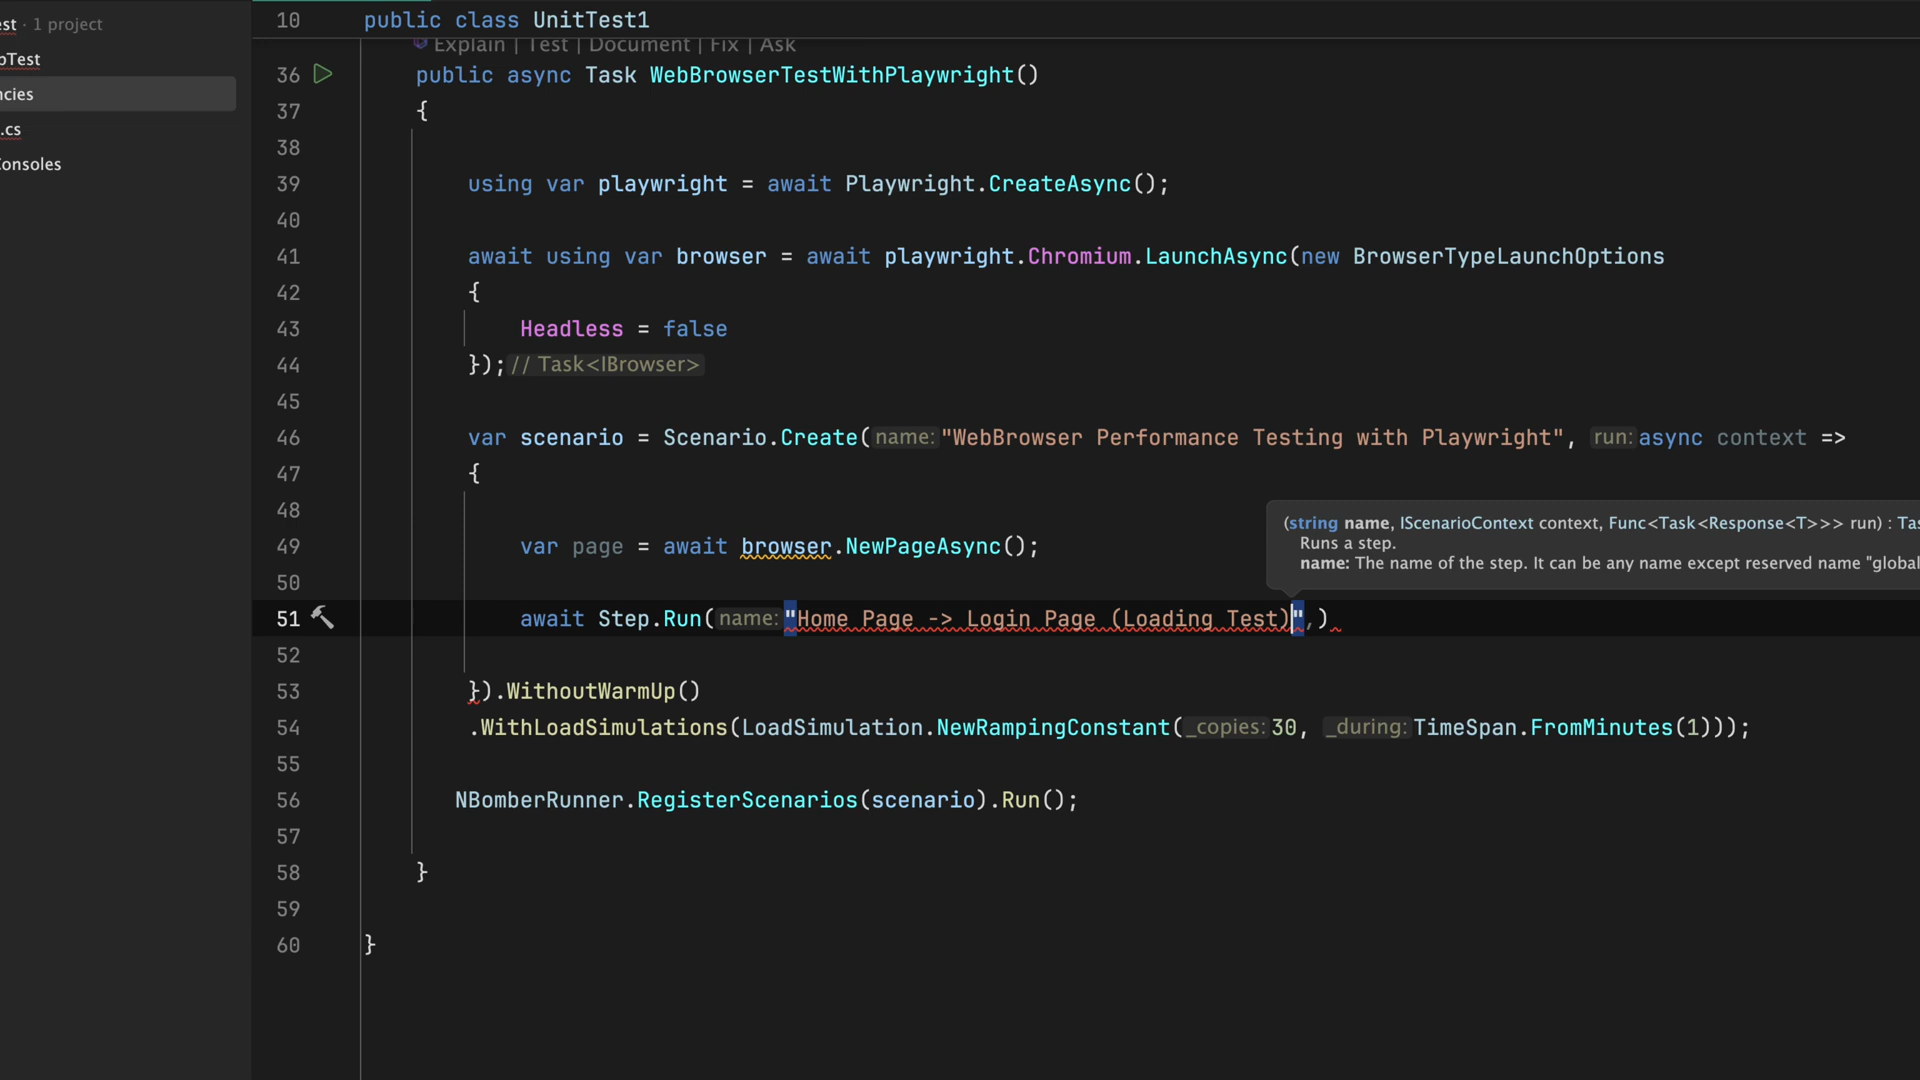 est · 1 project
bTest
ncies
.cs
Consoles
10 public class UnitTest1
Explain | Test | Document | Fix | Ask
36 public async Task WebBrowserTestWithPlaywright()
37 {
38
39 using var playwright = await Playwright.CreateAsync();
40
41 await using var browser = await playwright.Chromium.LaunchAsync(new BrowserTypeLaunchOptions
42 {
43 Headless = false
44 }); // Task<IBrowser>
45
46 var scenario = Scenario.Create( name: "WebBrowser Performance Testing with Playwright", run: async context =>
47 {
48
49 var page = await browser.NewPageAsync();
50
(string name, IScenarioContext context, Func<Task<Response<T>>> run) : Tas
Runs a step.
name: The name of the step. It can be any name except reserved name "global
51 await Step.Run( name: "Home Page -> Login Page (Loading Test)",)
52
53 }).WithoutWarmUp()
54 .WithLoadSimulations(LoadSimulation.NewRampingConstant( _copies: 30, _during: TimeSpan.FromMinutes(1)));
55
56 NBomberRunner.RegisterScenarios(scenario).Run();
57
58 }
59
60 }